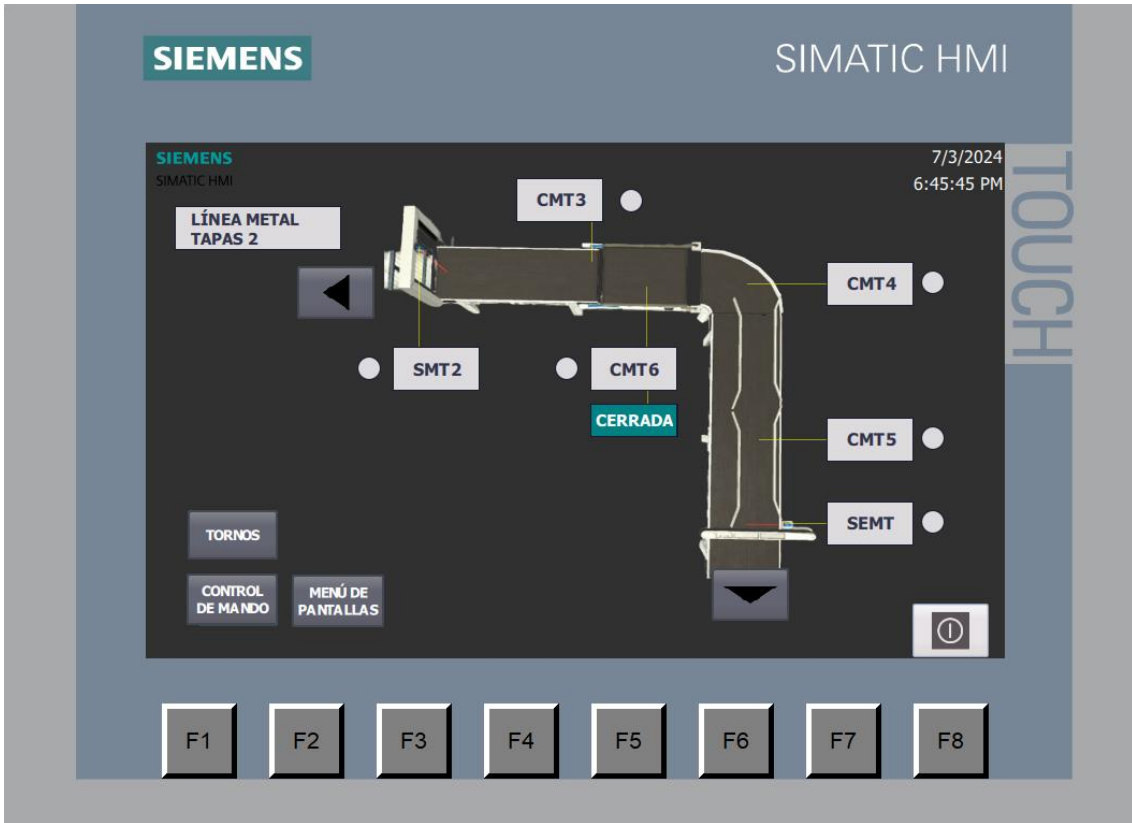 SIEMENS
SIMATIC HMI
TOUCH
SIEMENS
SIMATIC HMI
7/3/2024
6:45:45 PM
LÍNEA METAL
TAPAS 2
CMT3
CMT4
SMT2
CMT6
CERRADA
CMT5
SEMT
TORNOS
CONTROL
DE MANDO
MENÚ DE
PANTALLAS
F1
F2
F3
F4
F5
F6
F7
F8